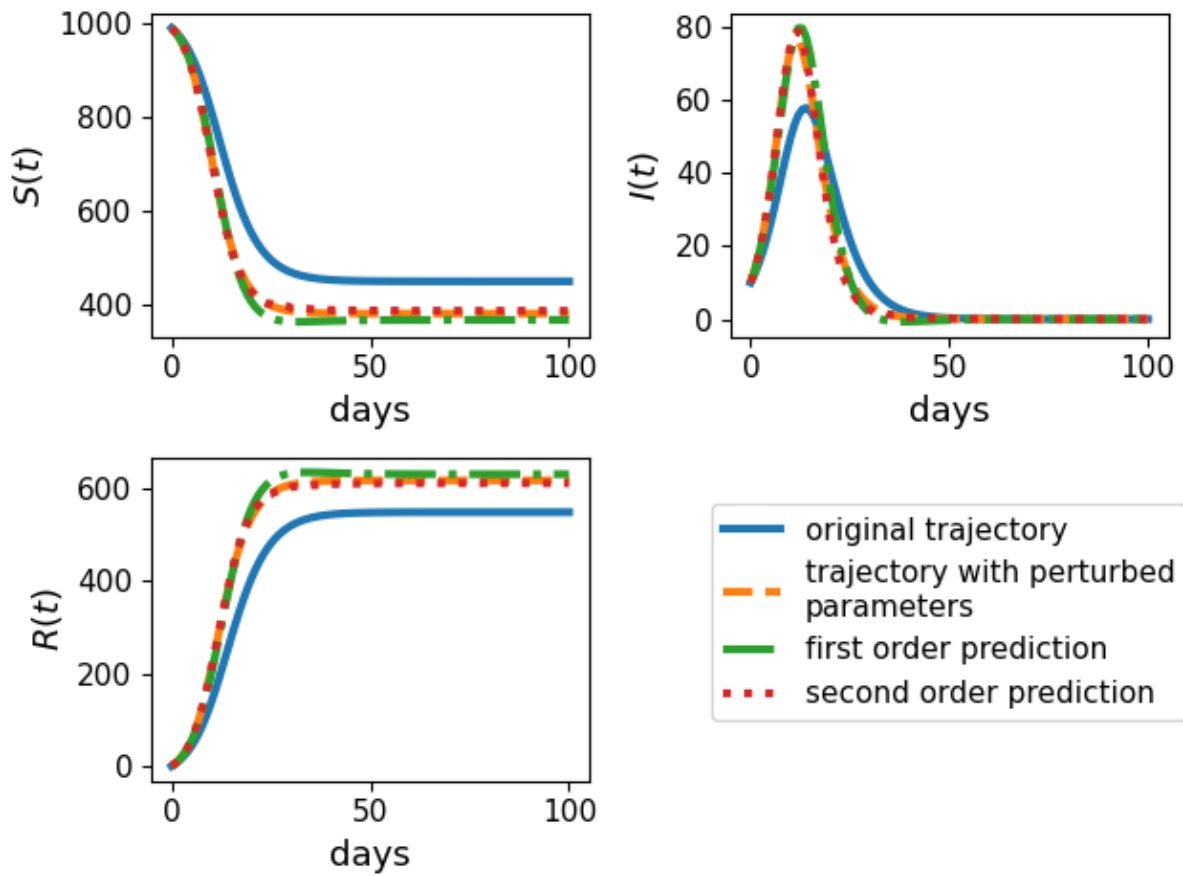 1000
800
600
400
S(t)
0
50
100
days
80
60
40
20
0
I(t)
0
50
100
days
600
400
200
0
R(t)
0
50
100
days
original trajectory
trajectory with perturbed
parameters
first order prediction
second order prediction